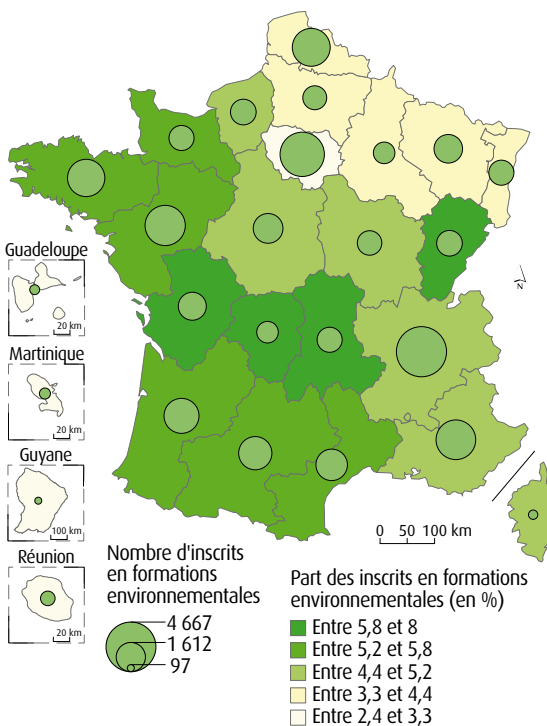 Guadeloupe
20 km
Martinique
20 km
Guyane
100 km
Réunion
20 km
N
0 50 100 km
Nombre d'inscrits
en formations
environnementales
4 667
1 612
97
Part des inscrits en formations
environnementales (en %)
Entre 5,8 et 8
Entre 5,2 et 5,8
Entre 4,4 et 5,2
Entre 3,3 et 4,4
Entre 2,4 et 3,3